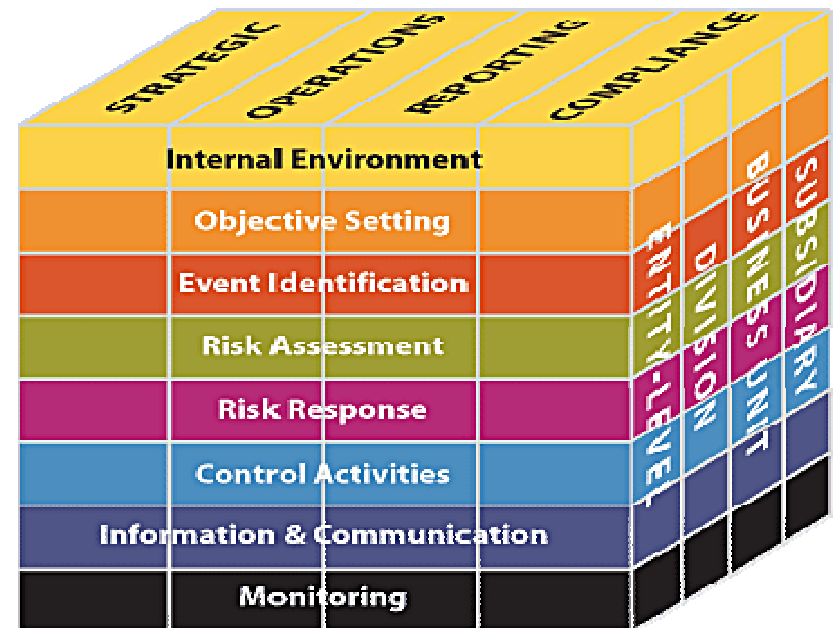 STRATEGIC
OPERATIONS
REPORTING
COMPLIANCE
Internal Environment
Objective Setting
Event Identification
Risk Assessment
Risk Response
Control Activities
Information & Communication
Monitoring
ENTITY-LEVEL
DIVISION
BUSINESS UNIT
SUBSIDIARY